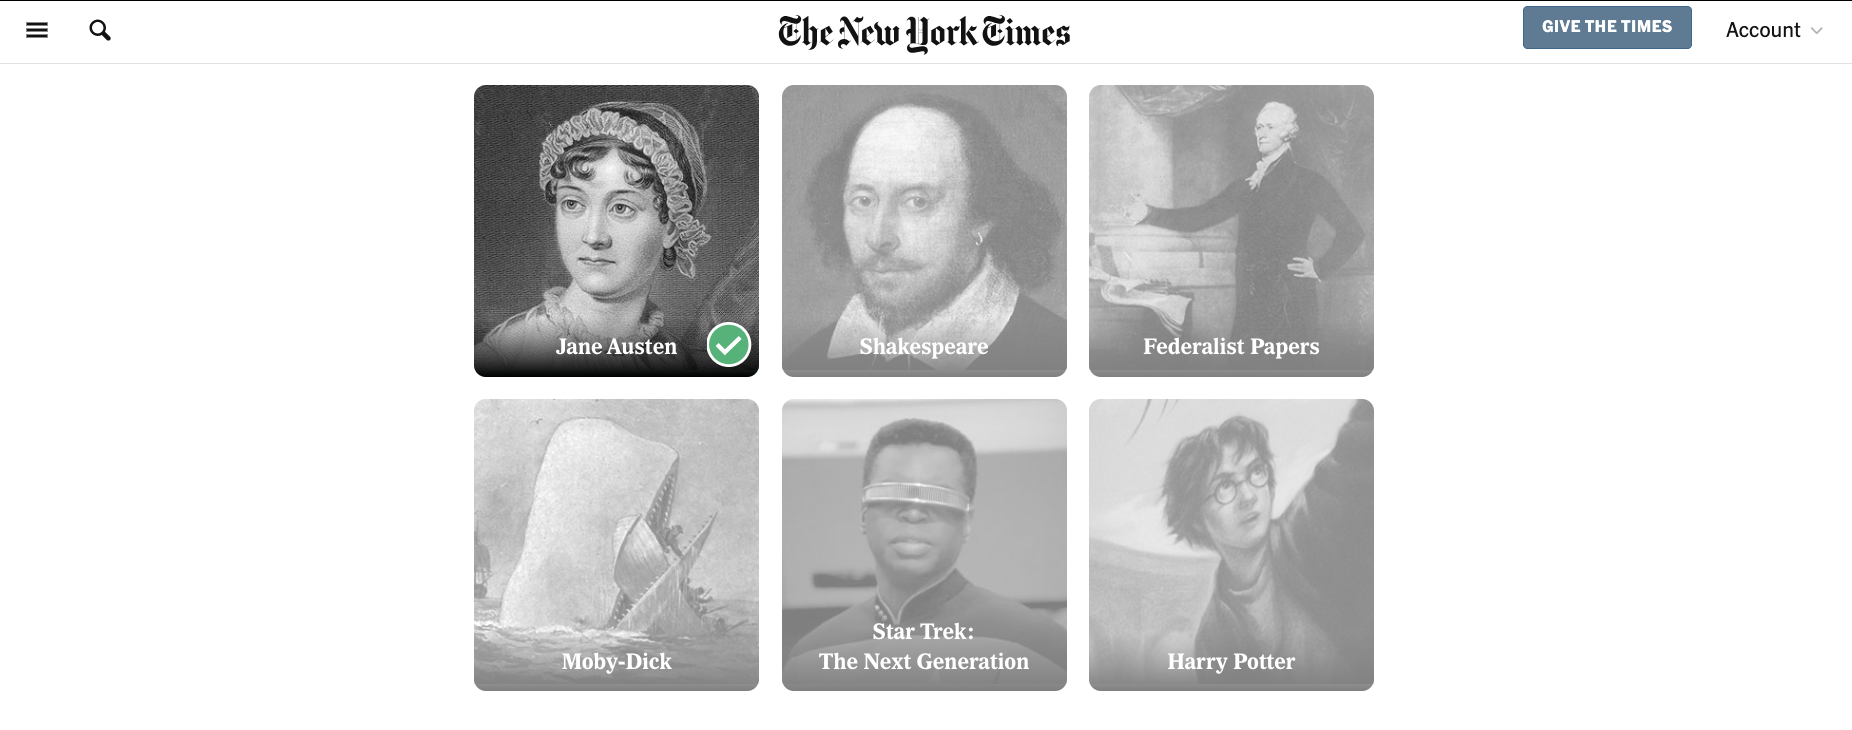 The New York Times
GIVE THE TIMES
Account
Jane Austen
Shakespeare
Federalist Papers
Moby-Dick
Star Trek:
The Next Generation
Harry Potter